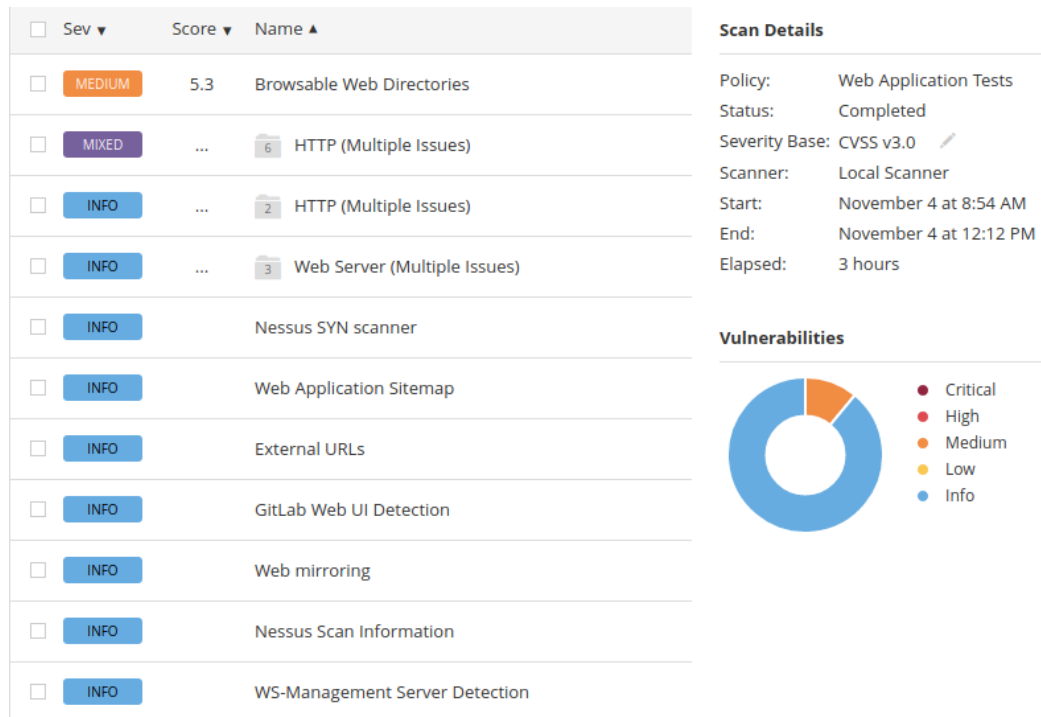 Sev ▼ Score ▼ Name ▲
MEDIUM 5.3 Browsable Web Directories
MIXED ... 6 HTTP (Multiple Issues)
INFO ... 2 HTTP (Multiple Issues)
INFO ... 3 Web Server (Multiple Issues)
INFO Nessus SYN scanner
INFO Web Application Sitemap
INFO External URLs
INFO GitLab Web UI Detection
INFO Web mirroring
INFO Nessus Scan Information
INFO WS-Management Server Detection
Scan Details
Policy: Web Application Tests
Status: Completed
Severity Base: CVSS v3.0
Scanner: Local Scanner
Start: November 4 at 8:54 AM
End: November 4 at 12:12 PM
Elapsed: 3 hours
Vulnerabilities
Critical
High
Medium
Low
Info